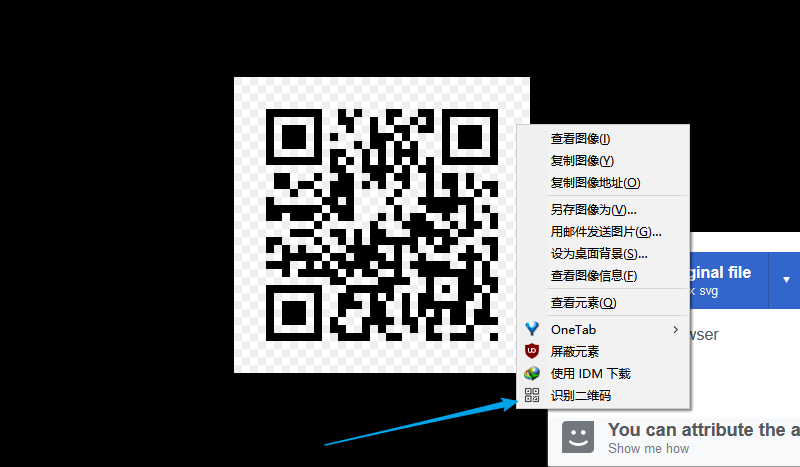 查看图像(I)
复制图像(Y)
复制图像地址(O)
另存图像为(V)...
用邮件发送图片(G)...
设为桌面背景(S)...
查看图像信息(F)
查看元素(Q)
OneTab
屏蔽元素
使用 IDM 下载
识别二维码
ginal file
svg
wser
You can attribute the a
Show me how